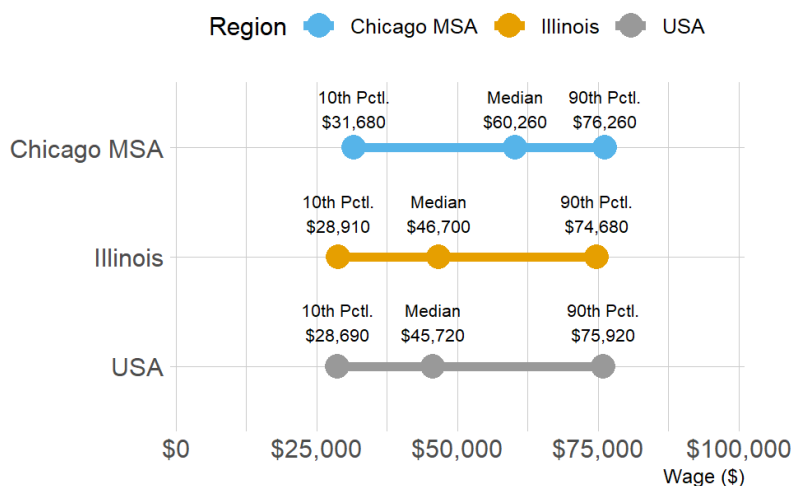 Region Chicago MSA Illinois USA
10th Pctl. Median 90th Pctl.
$31,680 $60,260 $76,260
Chicago MSA
10th Pctl. Median 90th Pctl.
$28,910 $46,700 $74,680
Illinois
10th Pctl. Median 90th Pctl.
$28,690 $45,720 $75,920
USA
$0 $25,000 $50,000 $75,000 $100,000
Wage ($)